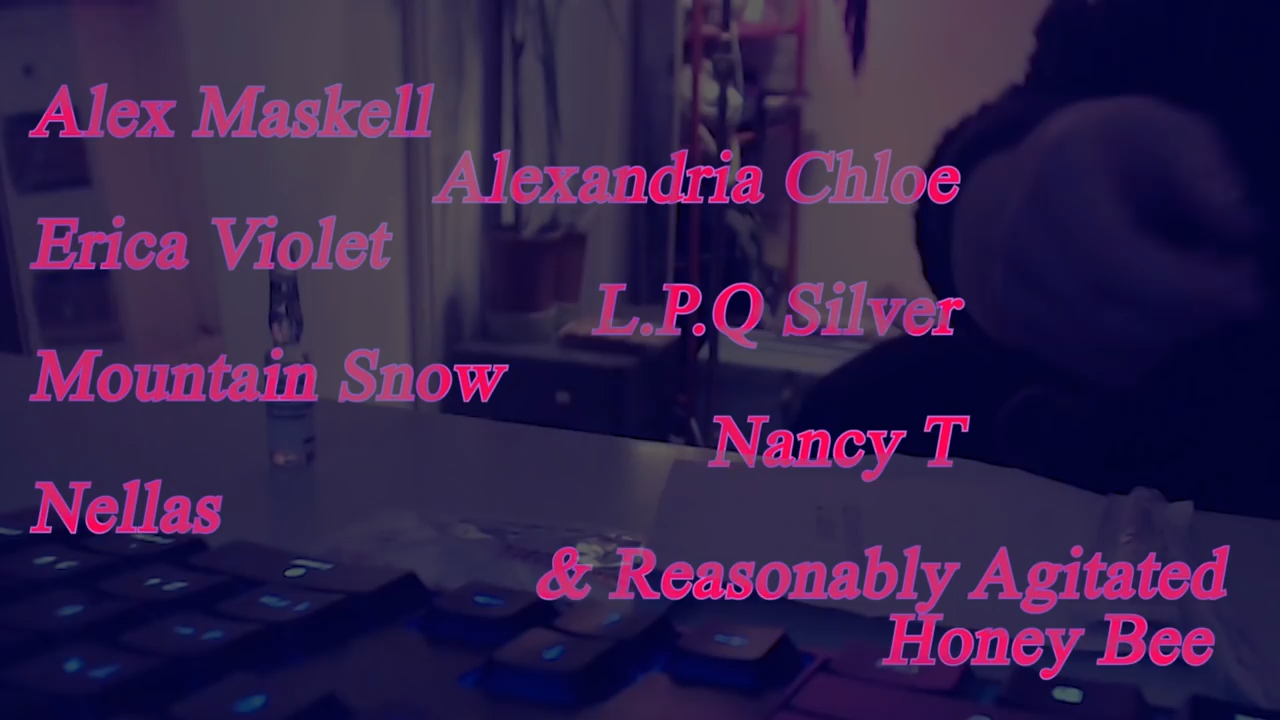 Alex Maskell
Alexandria Chloe
Erica Violet
L.P.Q Silver
Mountain Snow
Nancy T
Nellas
& Reasonably Agitated
Honey Bee